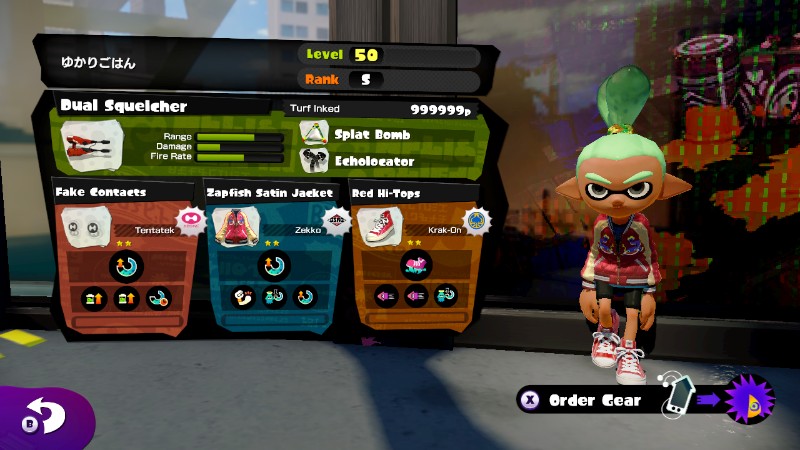 ゆかりごはん
Level 50
Rank S
Dual Squelcher
Turf Inked 999999p
Range
Damage
Fire Rate
Splat Bomb
Echolocator
Fake Contacts
Tentatek
Zapfish Satin Jacket
Zekko
Red Hi-Tops
Krak-On
B
X Order Gear